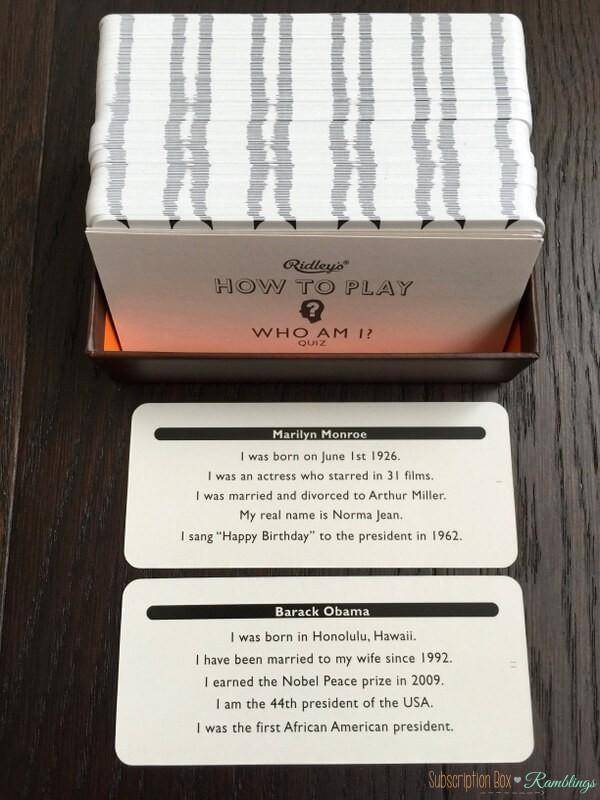 Ridley's®
HOW TO PLAY
?
WHO AM I?
QUIZ
Marilyn Monroe
I was born on June 1st 1926.
I was an actress who starred in 31 films.
I was married and divorced to Arthur Miller.
My real name is Norma Jean.
I sang "Happy Birthday" to the president in 1962.
Barack Obama
I was born in Honolulu, Hawaii.
I have been married to my wife since 1992.
I earned the Nobel Peace prize in 2009.
I am the 44th president of the USA.
I was the first African American president.
Subscription Box ♥ Ramblings